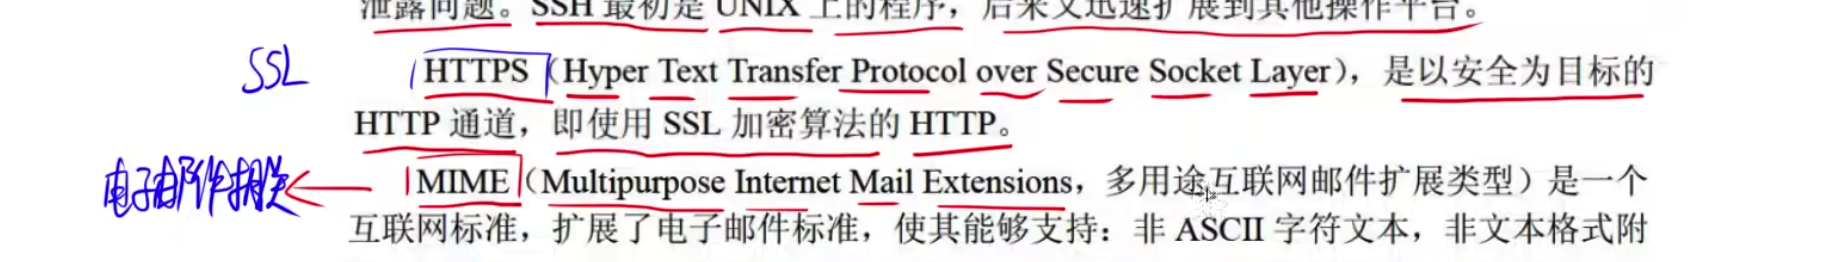 泄露问题。SSH 最初是 UNIX 上的程序，后来又迅速扩展到其他操作平台。
SSL
HTTPS（Hyper Text Transfer Protocol over Secure Socket Layer），是以安全为目标的
HTTP 通道，即使用 SSL 加密算法的 HTTP。
电子邮件相关
MIME（Multipurpose Internet Mail Extensions，多用途互联网邮件扩展类型）是一个
互联网标准，扩展了电子邮件标准，使其能够支持：非 ASCII 字符文本，非文本格式附